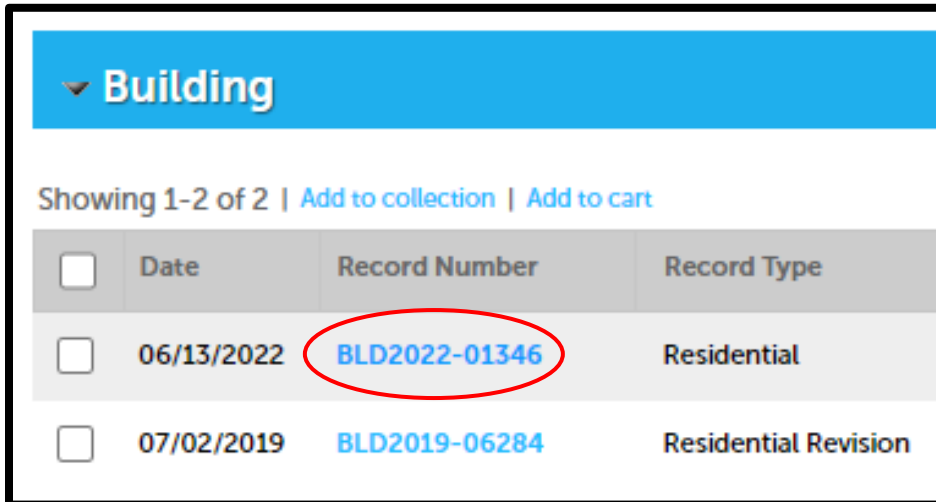 Building
Showing 1-2 of 2 | Add to collection | Add to cart
Date Record Number Record Type
06/13/2022 BLD2022-01346 Residential
07/02/2019 BLD2019-06284 Residential Revision